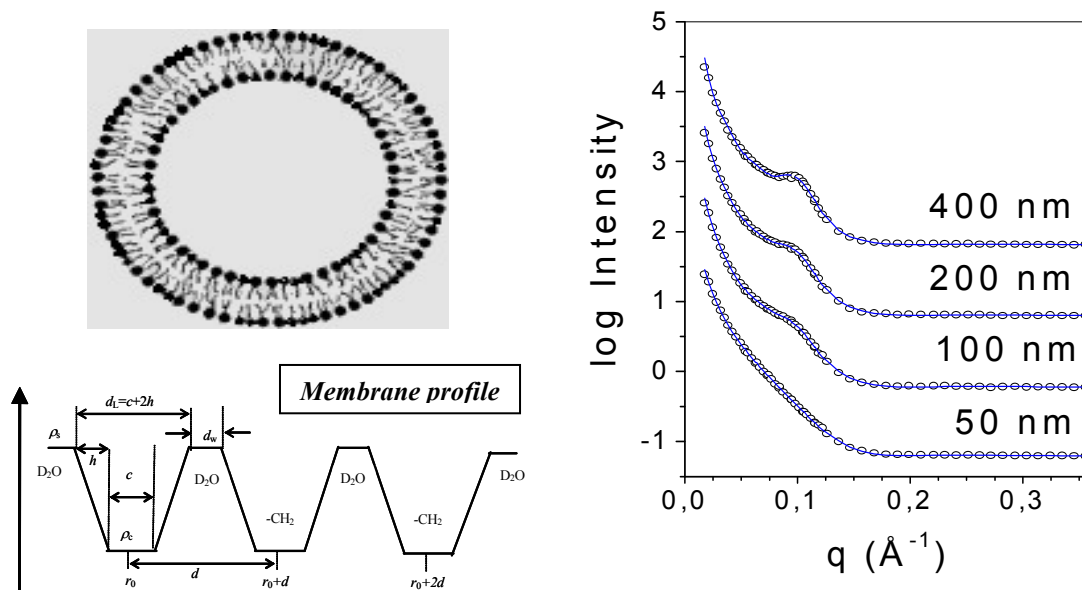 Membrane profile
d_L=c+2h
ρ_s
d_w
h
D₂O
D₂O
D₂O
D₂O
c
-CH₂
-CH₂
ρ_c
r₀
d
r₀+d
r₀+2d
log Intensity
5
4
3
2
1
0
-1
400 nm
200 nm
100 nm
50 nm
0,0
0,1
0,2
0,3
q (Å⁻¹)